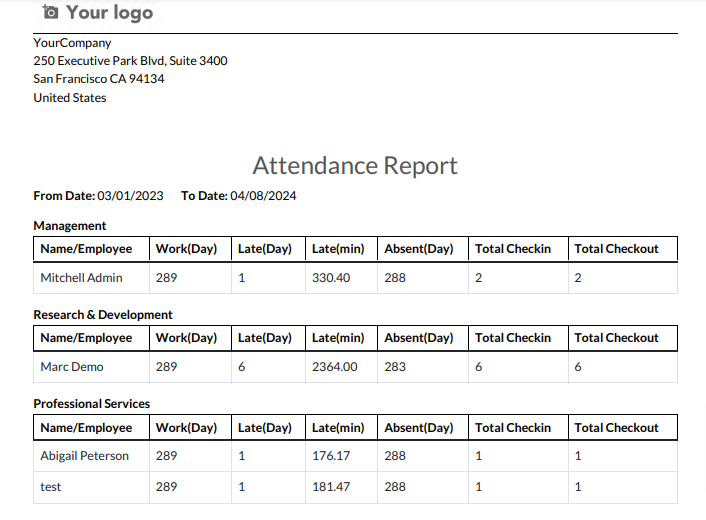 Your logo
YourCompany
250 Executive Park Blvd, Suite 3400
San Francisco CA 94134
United States
Attendance Report
From Date: 03/01/2023 To Date: 04/08/2024
Management
Name/Employee Work(Day) Late(Day) Late(min) Absent(Day) Total Checkin Total Checkout
Mitchell Admin 289 1 330.40 288 2 2
Research & Development
Name/Employee Work(Day) Late(Day) Late(min) Absent(Day) Total Checkin Total Checkout
Marc Demo 289 6 2364.00 283 6 6
Professional Services
Name/Employee Work(Day) Late(Day) Late(min) Absent(Day) Total Checkin Total Checkout
Abigail Peterson 289 1 176.17 288 1 1
test 289 1 181.47 288 1 1